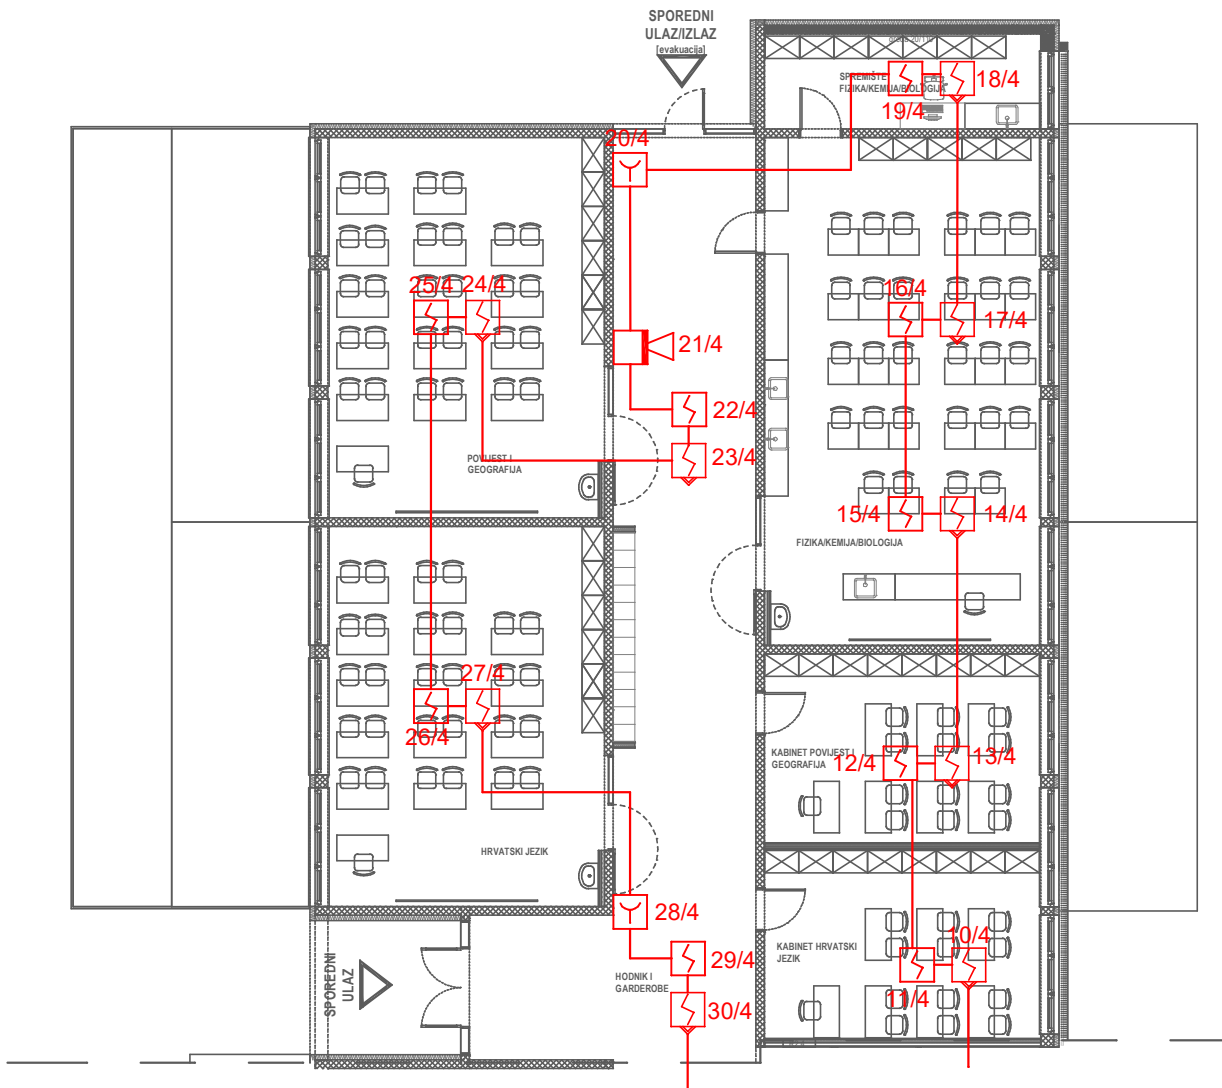 SPOREDNI
ULAZ/IZLAZ
[evakuacija]
SPREMIŠTE
FIZIKA/KEMIJA/BIOLOGIJA
18/4
19/4
20/4
25/4
24/4
16/4
17/4
21/4
22/4
23/4
POVIJEST I
GEOGRAFIJA
15/4
14/4
FIZIKA/KEMIJA/BIOLOGIJA
27/4
26/4
KABINET POVIJEST I
GEOGRAFIJA
12/4
13/4
HRVATSKI JEZIK
28/4
KABINET HRVATSKI
JEZIK
10/4
11/4
29/4
HODNIK I
GARDEROBE
30/4
SPOREDNI
ULAZ